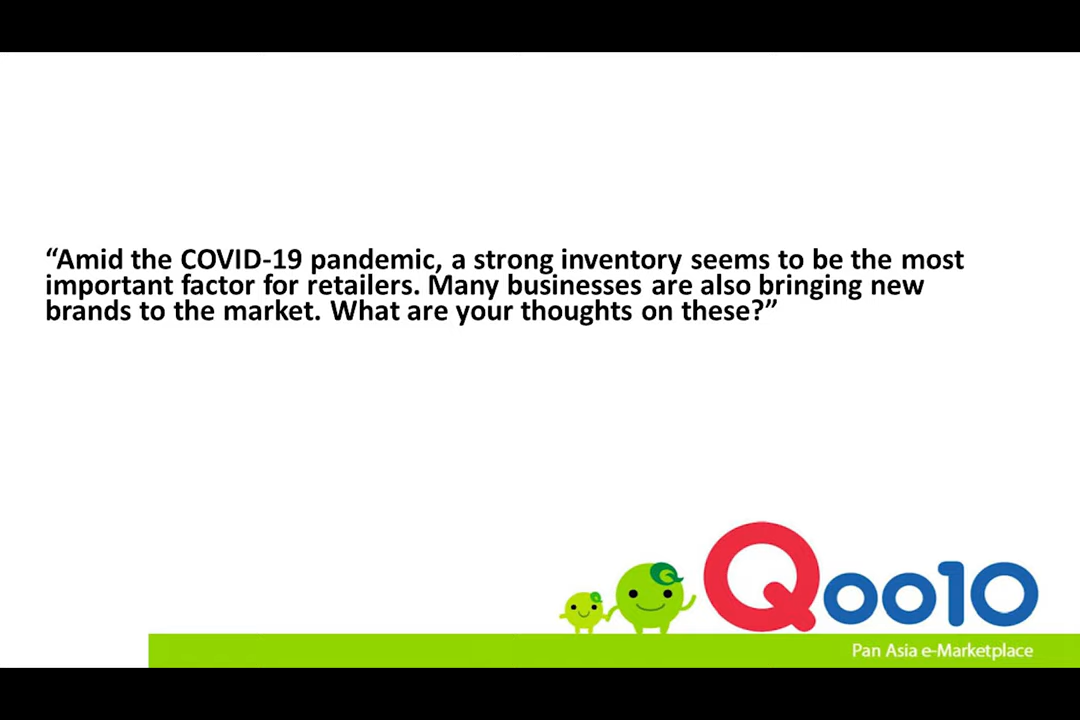 “Amid the COVID-19 pandemic, a strong inventory seems to be the most
important factor for retailers. Many businesses are also bringing new
brands to the market. What are your thoughts on these?”
Qoo10
Pan Asia e-Marketplace